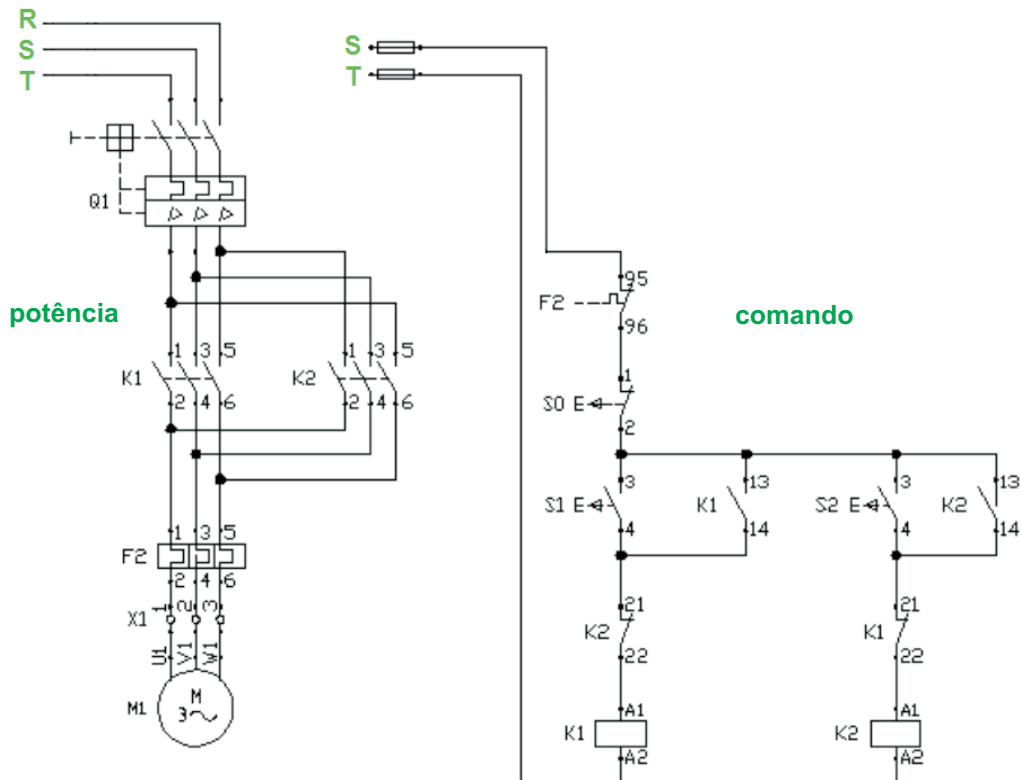 R
S
T
S
T
Q1
potência
comando
F2
95
96
K1
1 3 5
2 4 6
K2
1 3 5
2 4 6
S0 E
1
2
S1 E
3
4
K1
13
14
S2 E
3
4
K2
13
14
F2
1 3 5
2 4 6
X1
1 2 3
U1 V1 W1
M1
M
3
K2
21
22
K1
21
22
K1
A1
A2
K2
A1
A2